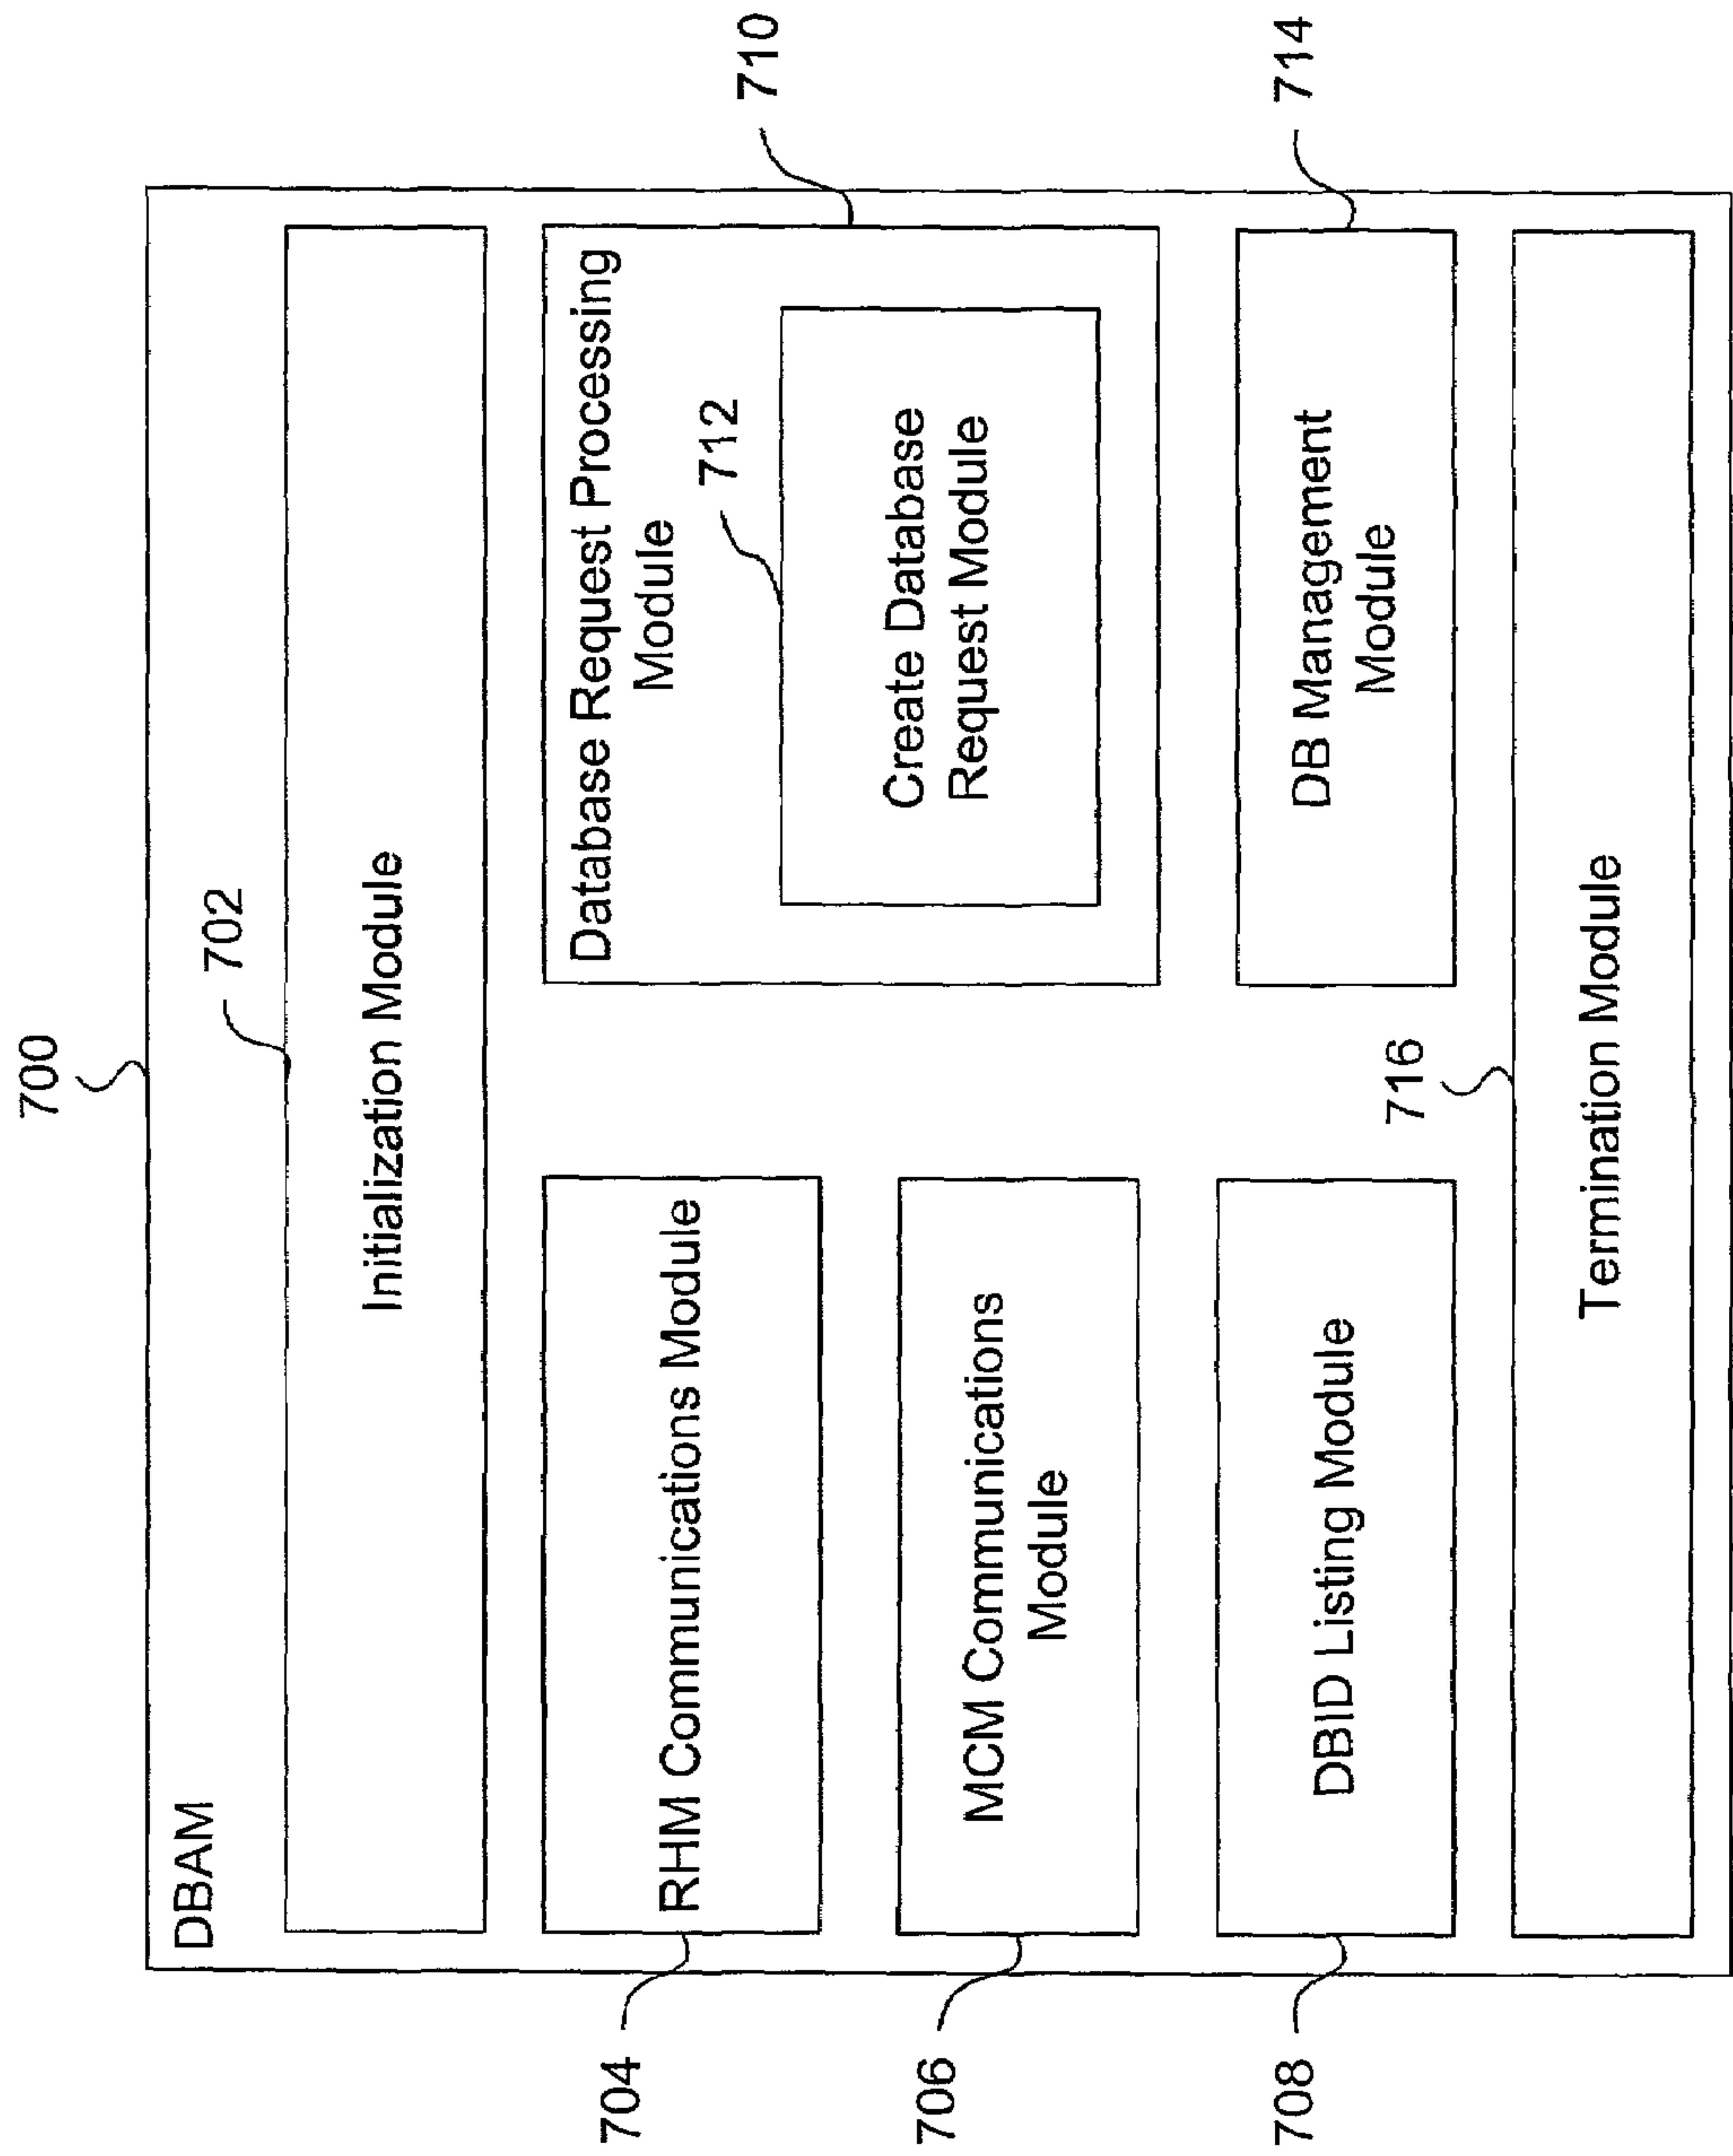 700
DBAM
702
Initialization Module
704
RHM Communications Module
Database Request Processing
Module
710
712
Create Database
Request Module
706
MCM Communications
Module
708
DBID Listing Module
DB Management
Module
714
716
Termination Module